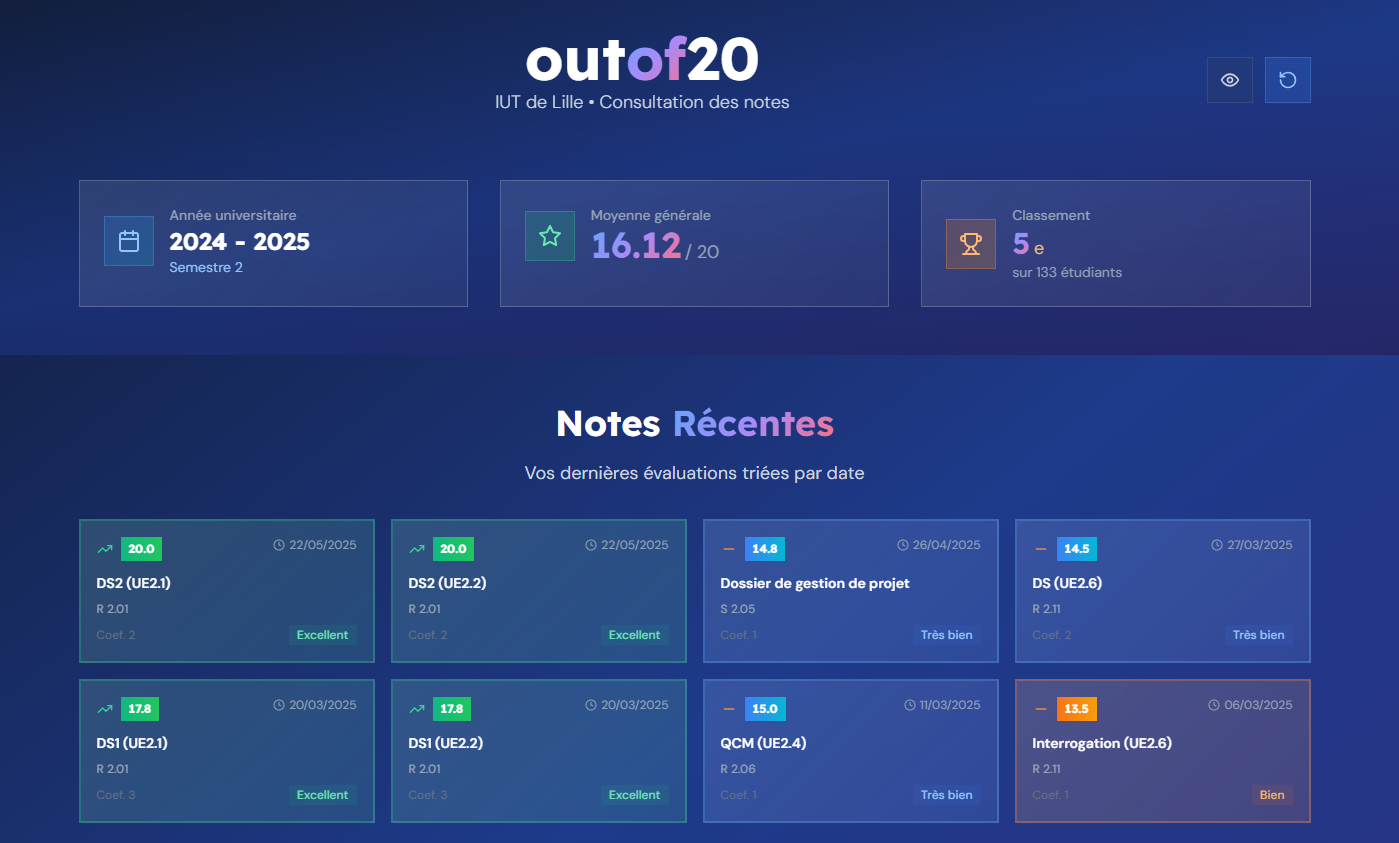 outof20
IUT de Lille • Consultation des notes
Année universitaire
2024 - 2025
Semestre 2
Moyenne générale
16.12 / 20
Classement
5 e
sur 133 étudiants
Notes Récentes
Vos dernières évaluations triées par date
20.0
22/05/2025
DS2 (UE2.1)
R 2.01
Coef. 2
Excellent
20.0
22/05/2025
DS2 (UE2.2)
R 2.01
Coef. 2
Excellent
14.8
26/04/2025
Dossier de gestion de projet
S 2.05
Coef. 1
Très bien
14.5
27/03/2025
DS (UE2.6)
R 2.11
Coef. 2
Très bien
17.8
20/03/2025
DS1 (UE2.1)
R 2.01
Coef. 3
Excellent
17.8
20/03/2025
DS1 (UE2.2)
R 2.01
Coef. 3
Excellent
15.0
11/03/2025
QCM (UE2.4)
R 2.06
Coef. 1
Très bien
13.5
06/03/2025
Interrogation (UE2.6)
R 2.11
Coef. 1
Bien